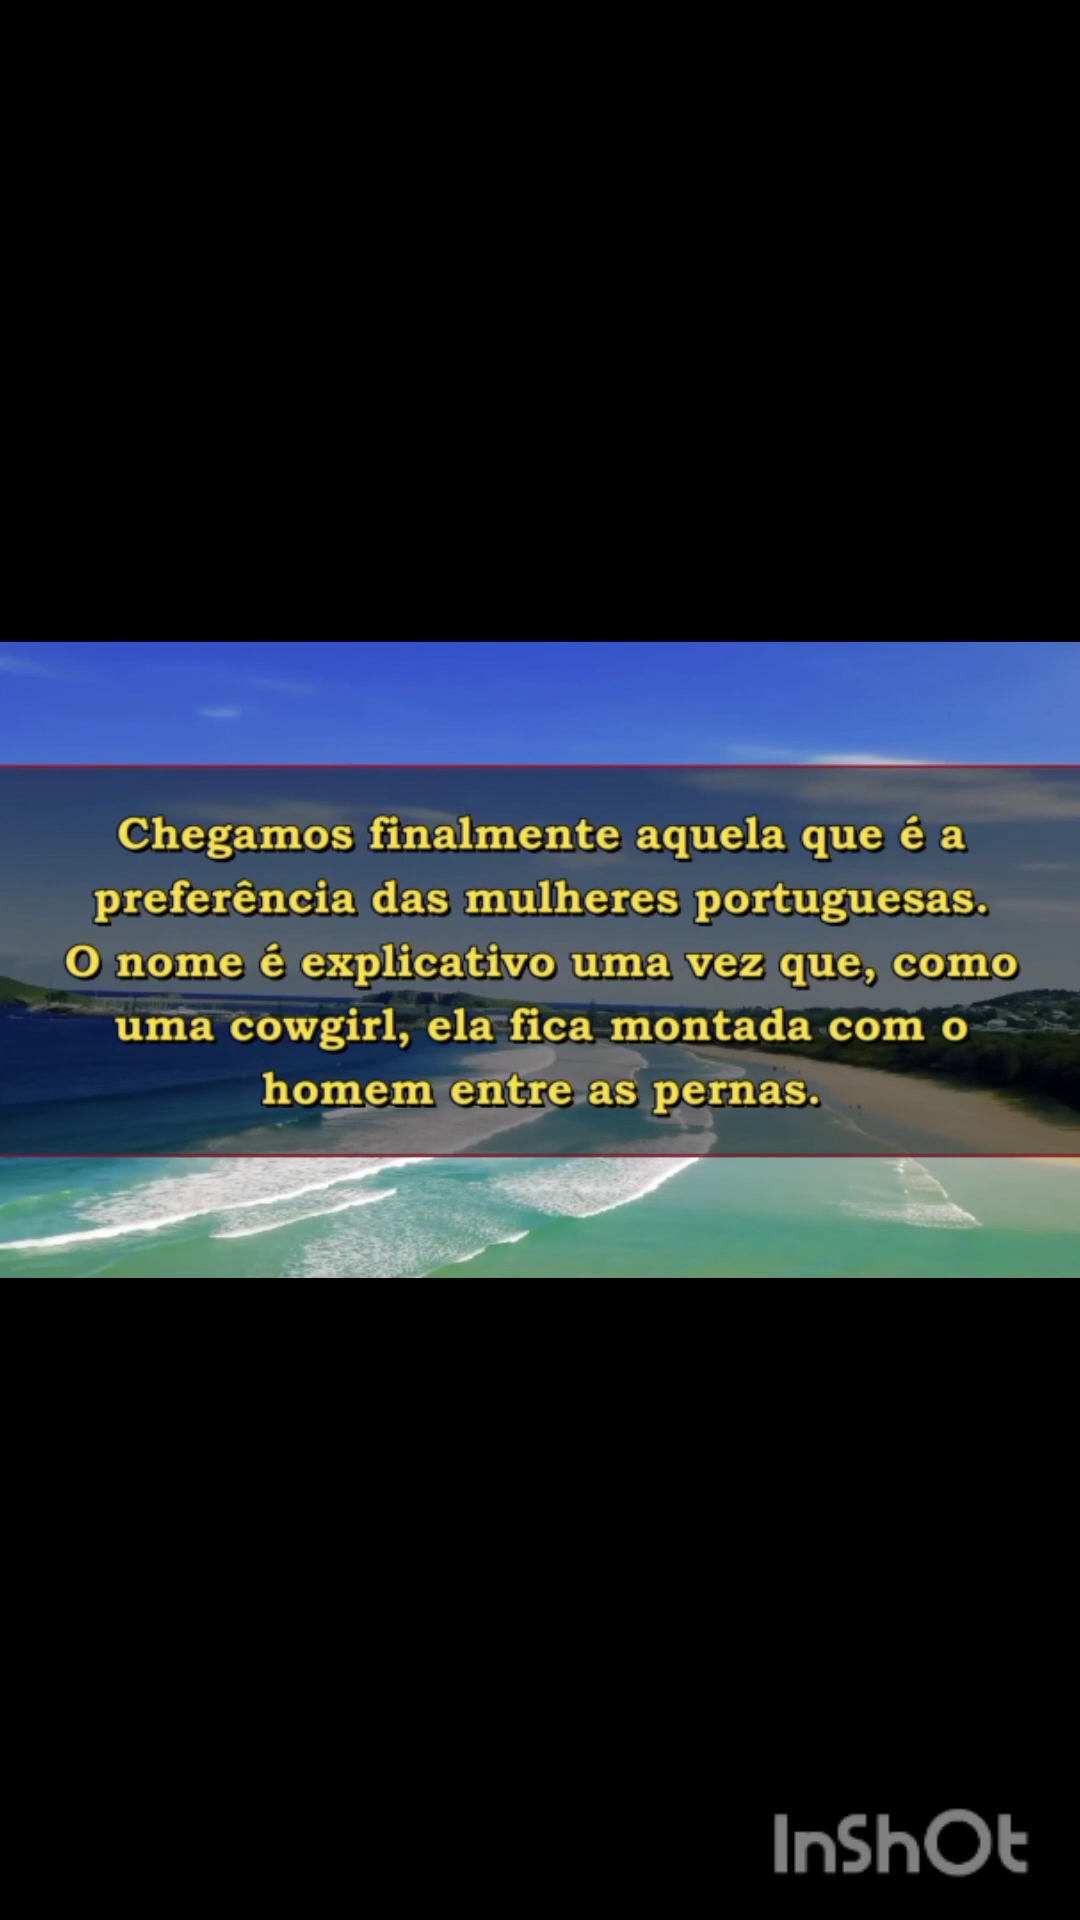 Chegamos finalmente aquela que é a
preferência das mulheres portuguesas.
O nome é explicativo uma vez que, como
uma cowgirl, ela fica montada com o
homem entre as pernas.
InShOt